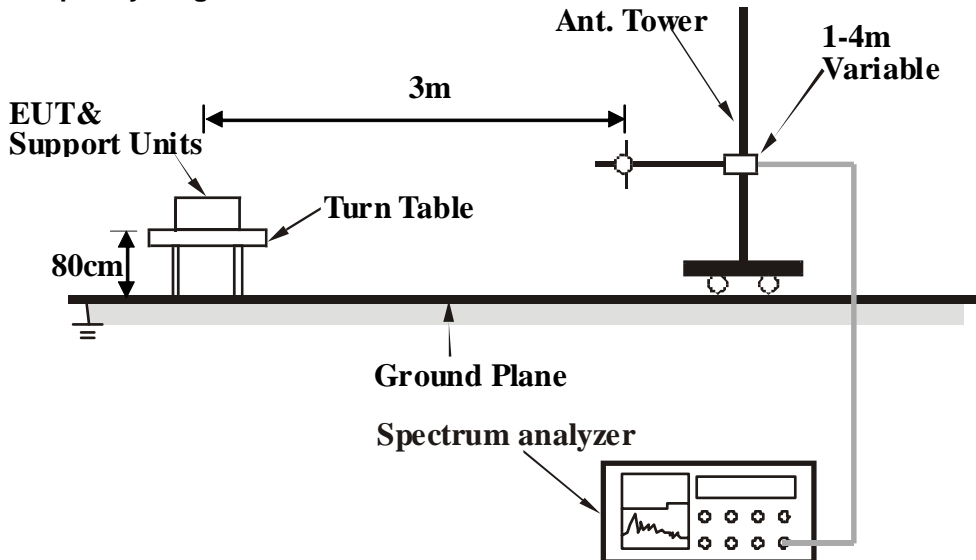 Ant. Tower
1-4m
Variable
3m
EUT&
Support Units
Turn Table
80cm
Ground Plane
Spectrum analyzer